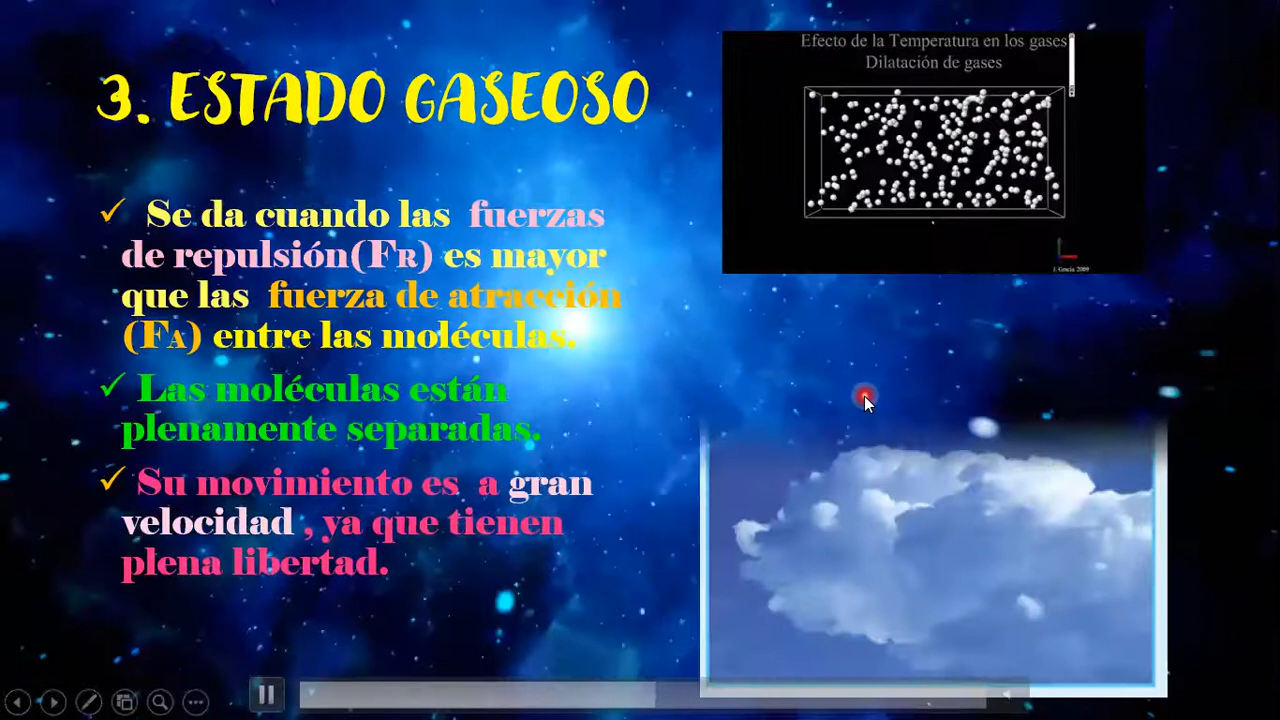 3. ESTADO GASEOSO
✓ Se da cuando las fuerzas
de repulsión(FR) es mayor
que las fuerza de atracción
(FA) entre las moléculas.
✓ Las moléculas están
plenamente separadas.
✓ Su movimiento es a gran
velocidad , ya que tienen
plena libertad.
Efecto de la Temperatura en los gases
Dilatación de gases
J. Gracia 2009